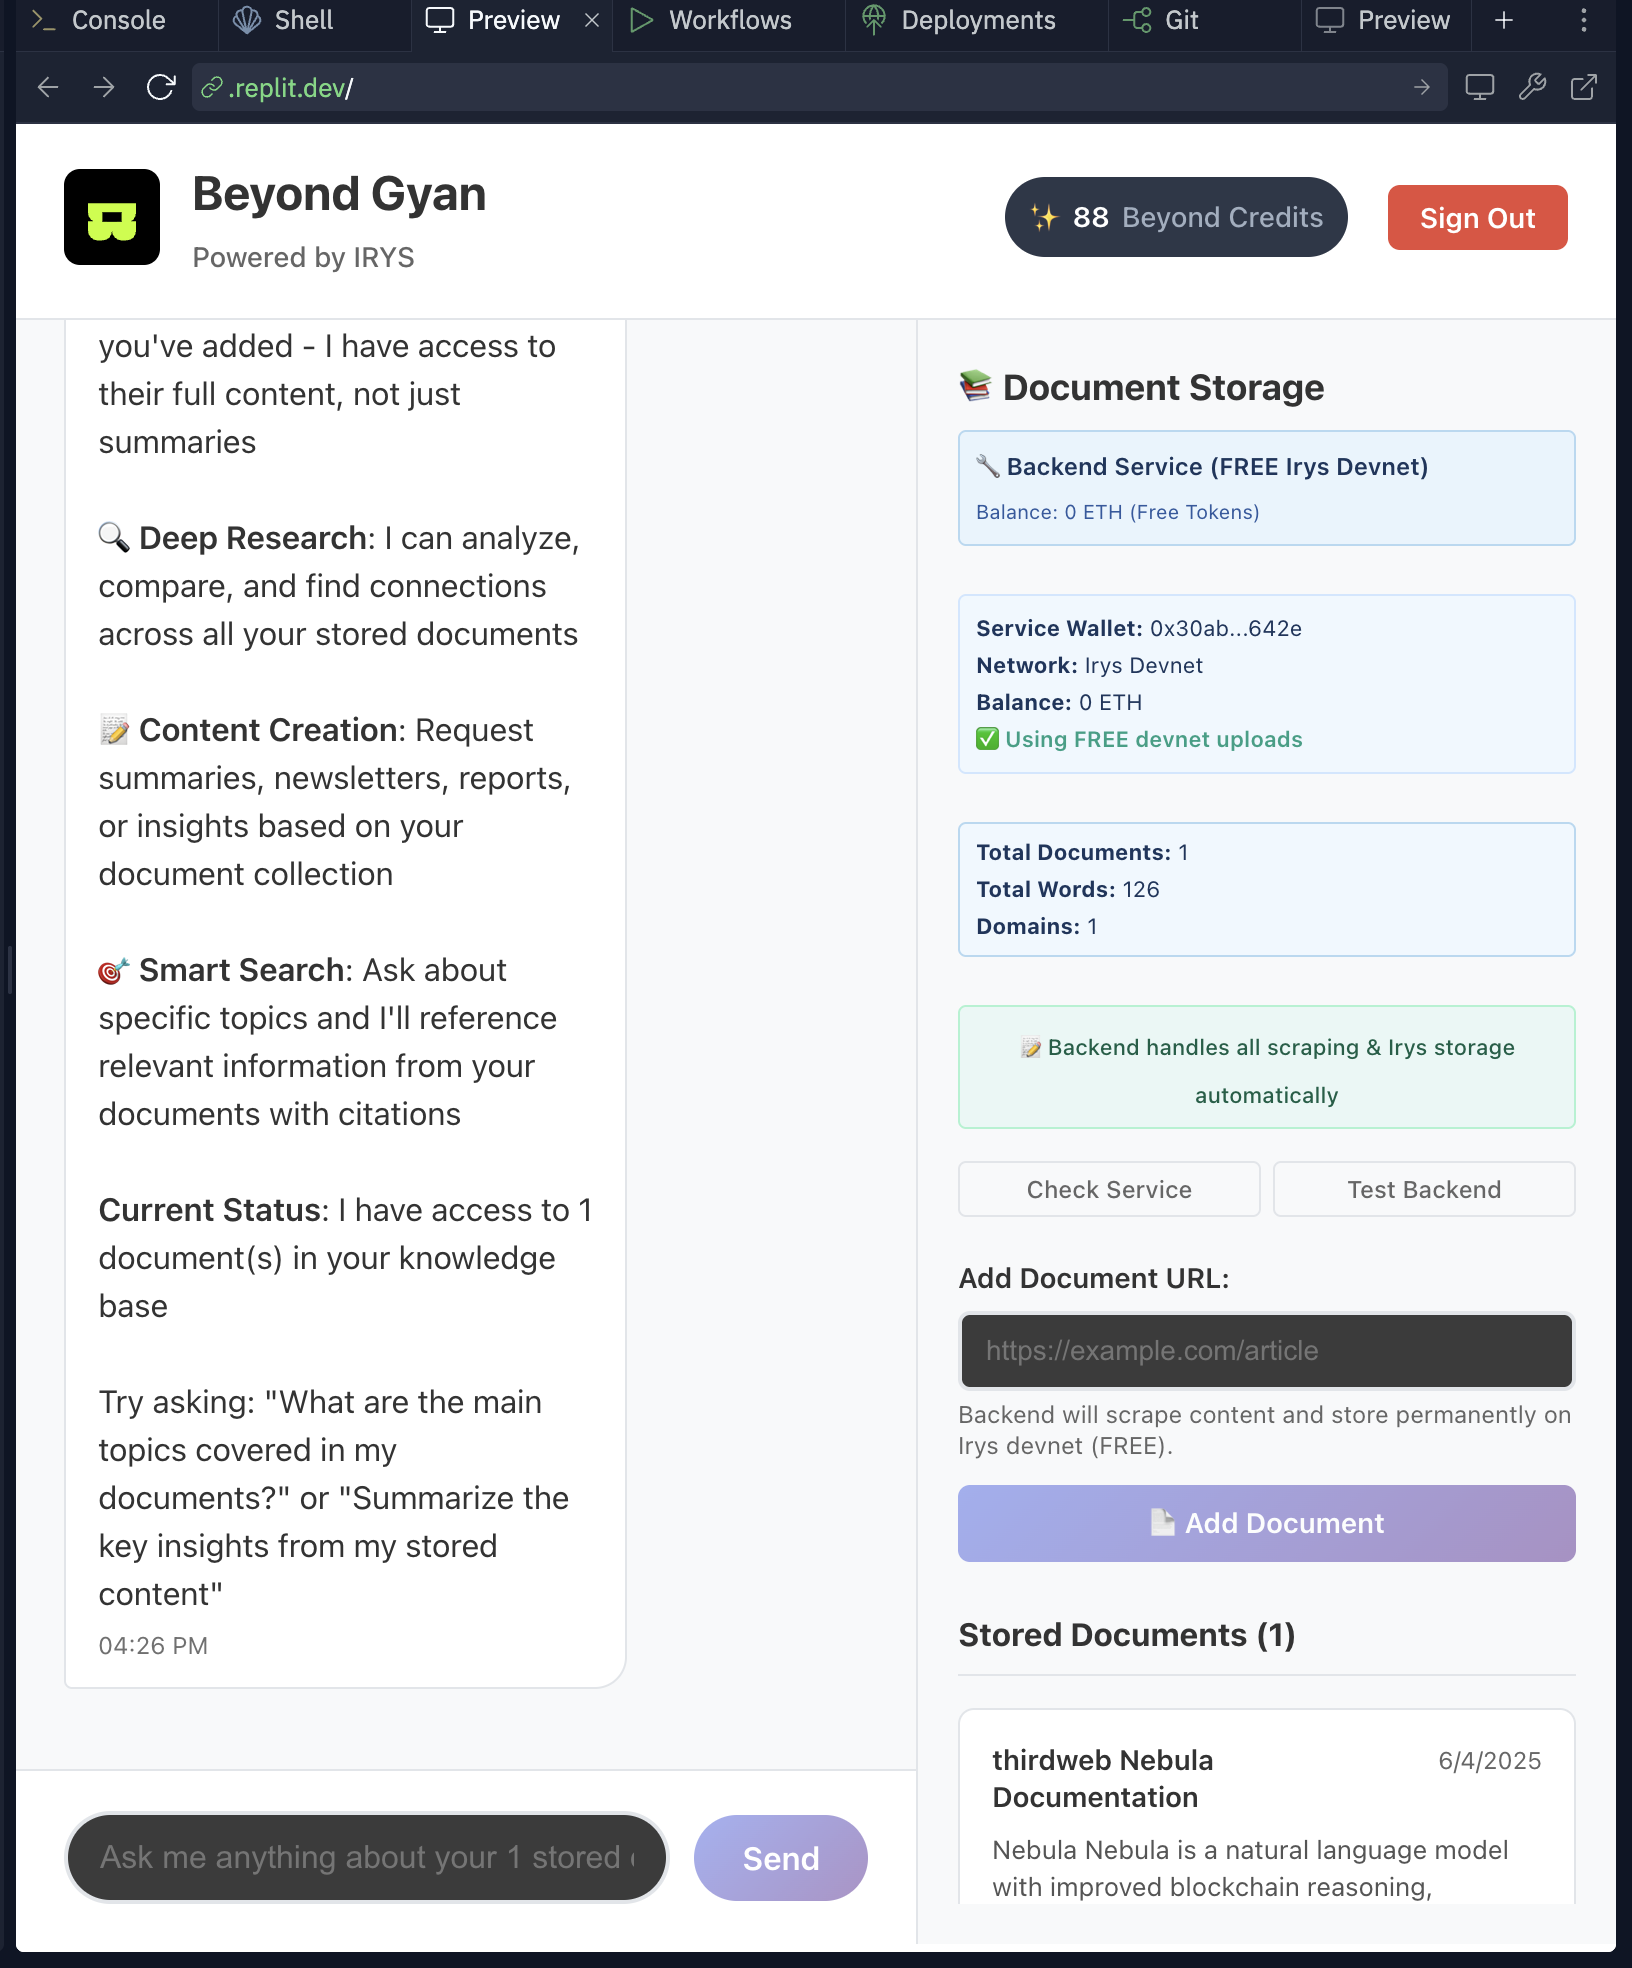 Console
Shell
Preview
Workflows
Deployments
Git
Preview
.replit.dev/
Beyond Gyan
Powered by IRYS
88 Beyond Credits
Sign Out
you've added - I have access to
their full content, not just
summaries
Deep Research: I can analyze,
compare, and find connections
across all your stored documents
Content Creation: Request
summaries, newsletters, reports,
or insights based on your
document collection
Smart Search: Ask about
specific topics and I'll reference
relevant information from your
documents with citations
Current Status: I have access to 1
document(s) in your knowledge
base
Try asking: "What are the main
topics covered in my
documents?" or "Summarize the
key insights from my stored
content"
04:26 PM
Ask me anything about your 1 stored
Send
Document Storage
Backend Service (FREE Irys Devnet)
Balance: 0 ETH (Free Tokens)
Service Wallet: 0x30ab...642e
Network: Irys Devnet
Balance: 0 ETH
Using FREE devnet uploads
Total Documents: 1
Total Words: 126
Domains: 1
Backend handles all scraping & Irys storage
automatically
Check Service
Test Backend
Add Document URL:
https://example.com/article
Backend will scrape content and store permanently on
Irys devnet (FREE).
Add Document
Stored Documents (1)
thirdweb Nebula
Documentation
6/4/2025
Nebula Nebula is a natural language model
with improved blockchain reasoning,